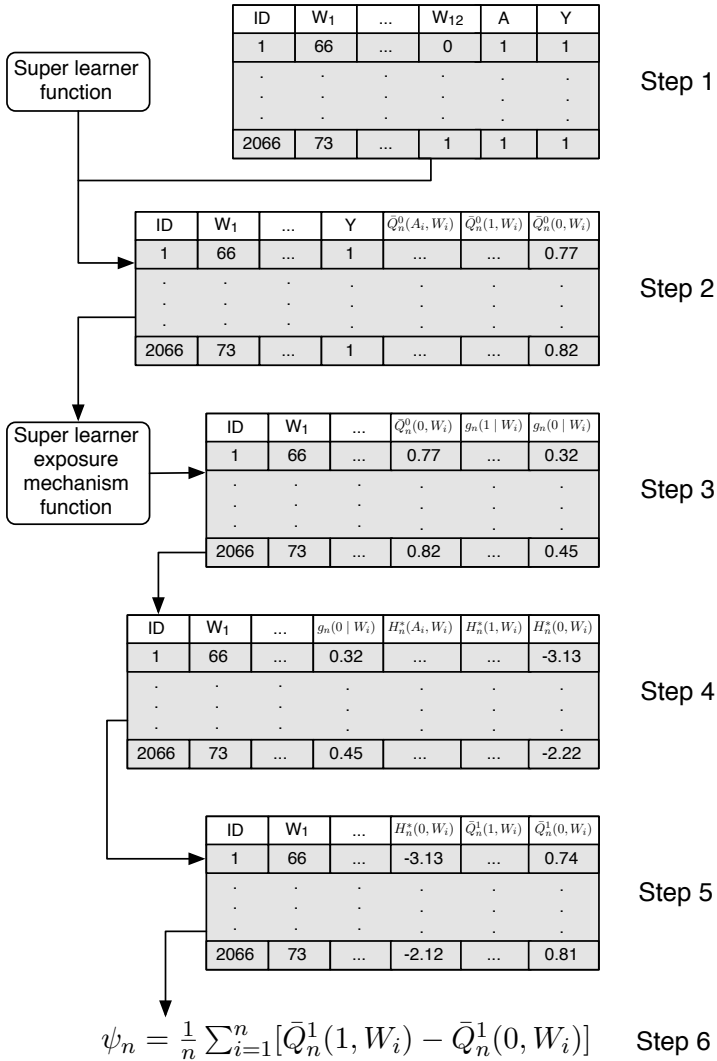 ID W₁ ... W₁₂ A Y
1 66 ... 0 1 1
. . . . . .
. . . . . .
. . . . . .
2066 73 ... 1 1 1
Step 1
Super learner
function
ID W₁ ... Y Q̄⁰ₙ(Aᵢ, Wᵢ) Q̄⁰ₙ(1, Wᵢ) Q̄⁰ₙ(0, Wᵢ)
1 66 ... 1 ... ... 0.77
. . . . . . .
. . . . . . .
. . . . . . .
2066 73 ... 1 ... ... 0.82
Step 2
Super learner
exposure
mechanism
function
ID W₁ ... Q̄⁰ₙ(0, Wᵢ) gₙ(1 | Wᵢ) gₙ(0 | Wᵢ)
1 66 ... 0.77 ... 0.32
. . . . . .
. . . . . .
. . . . . .
2066 73 ... 0.82 ... 0.45
Step 3
ID W₁ ... gₙ(0 | Wᵢ) H*ₙ(Aᵢ, Wᵢ) H*ₙ(1, Wᵢ) H*ₙ(0, Wᵢ)
1 66 ... 0.32 ... ... -3.13
. . . . . . .
. . . . . . .
. . . . . . .
2066 73 ... 0.45 ... ... -2.22
Step 4
ID W₁ ... H*ₙ(0, Wᵢ) Q̄¹ₙ(1, Wᵢ) Q̄¹ₙ(0, Wᵢ)
1 66 ... -3.13 ... 0.74
. . . . . .
. . . . . .
. . . . . .
2066 73 ... -2.12 ... 0.81
Step 5
ψₙ = 1/n ∑ⁿᵢ₌₁[Q̄¹ₙ(1, Wᵢ) − Q̄¹ₙ(0, Wᵢ)]
Step 6